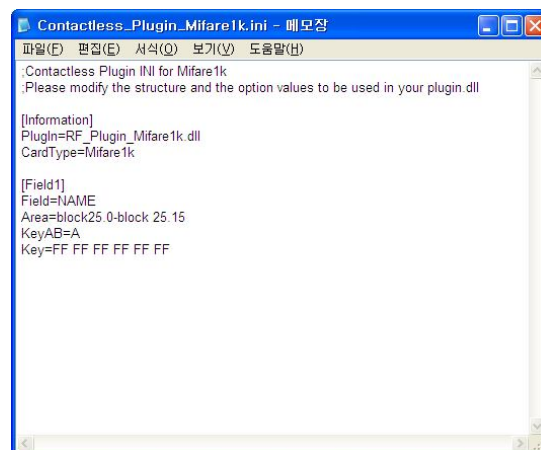 Contactless_Plugin_Mifare1k.ini - 메모장
파일(F) 편집(E) 서식(O) 보기(V) 도움말(H)
;Contactless Plugin INI for Mifare1k
;Please modify the structure and the option values to be used in your plugin.dll
[Information]
PlugIn=RF_Plugin_Mifare1k.dll
CardType=Mifare1k
[Field1]
Field=NAME
Area=block25.0-block 25.15
KeyAB=A
Key=FF FF FF FF FF FF